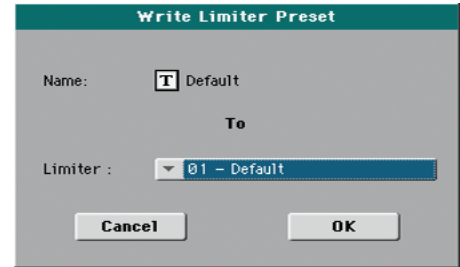 Write Limiter Preset
Name: T Default
To
Limiter : 01 - Default
Cancel OK